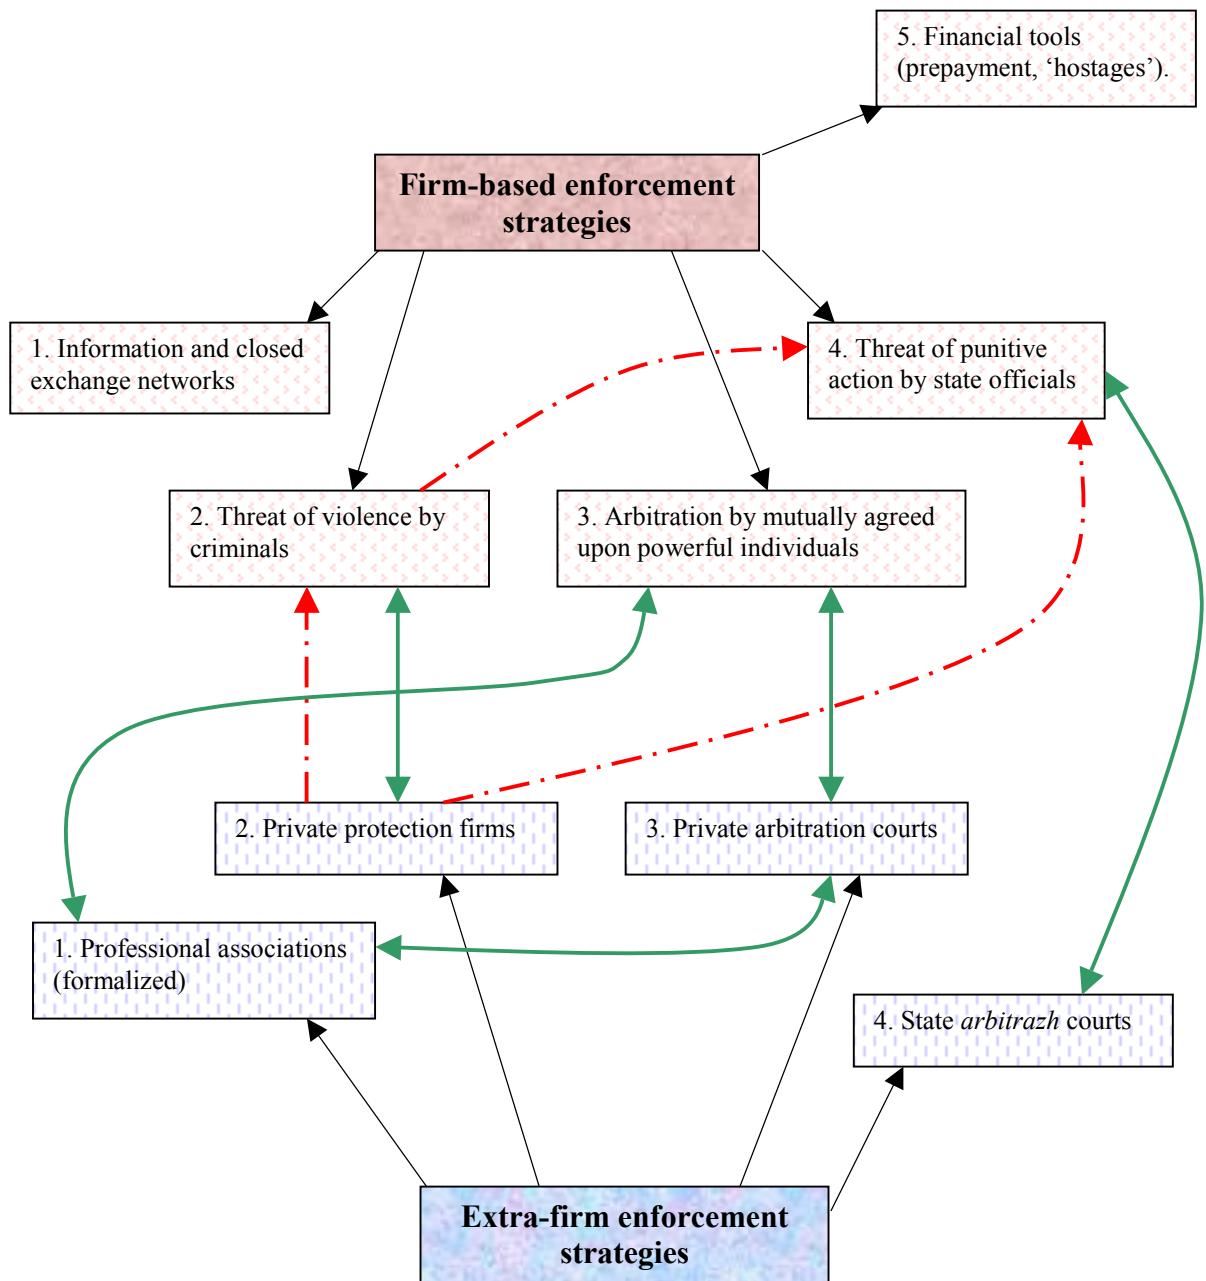 5. Financial tools
(prepayment, ‘hostages’).
Firm-based enforcement
strategies
1. Information and closed
exchange networks
4. Threat of punitive
action by state officials
2. Threat of violence by
criminals
3. Arbitration by mutually agreed
upon powerful individuals
2. Private protection firms
3. Private arbitration courts
1. Professional associations
(formalized)
4. State arbitrazh courts
Extra-firm enforcement
strategies